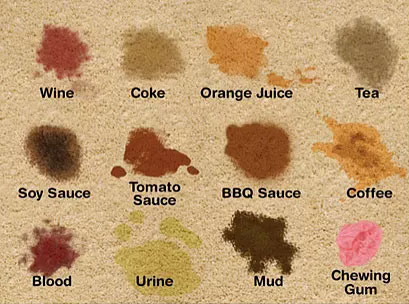 Wine
Coke
Orange Juice
Tea
Soy Sauce
Tomato
Sauce
BBQ Sauce
Coffee
Blood
Urine
Mud
Chewing
Gum